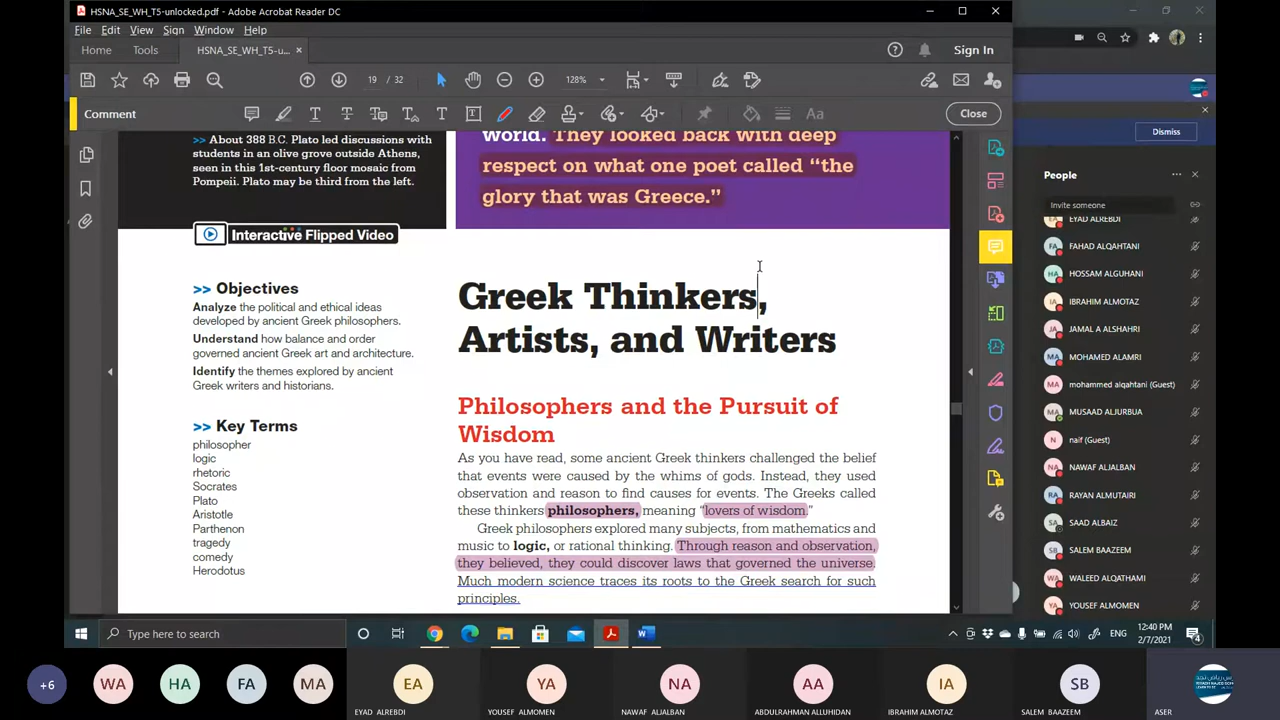 HSNA_SE_WH_T5-unlocked.pdf - Adobe Acrobat Reader DC
File Edit View Sign Window Help
Home Tools HSNA_SE_WH_T5-u... × Sign In
19 / 32 128%
Comment Close
>> About 388 B.C. Plato led discussions with
students in an olive grove outside Athens,
seen in this 1st-century floor mosaic from
Pompeii. Plato may be third from the left.
world. They looked back with deep
respect on what one poet called “the
glory that was Greece.”
Interactive Flipped Video
>> Objectives
Analyze the political and ethical ideas
developed by ancient Greek philosophers.
Understand how balance and order
governed ancient Greek art and architecture.
Identify the themes explored by ancient
Greek writers and historians.
>> Key Terms
philosopher
logic
rhetoric
Socrates
Plato
Aristotle
Parthenon
tragedy
comedy
Herodotus
Greek Thinkers,
Artists, and Writers
Philosophers and the Pursuit of
Wisdom
As you have read, some ancient Greek thinkers challenged the belief
that events were caused by the whims of gods. Instead, they used
observation and reason to find causes for events. The Greeks called
these thinkers philosophers, meaning “lovers of wisdom.”
Greek philosophers explored many subjects, from mathematics and
music to logic, or rational thinking. Through reason and observation,
they believed, they could discover laws that governed the universe.
Much modern science traces its roots to the Greek search for such
principles.
Dismiss
People
Invite someone
EYAD ALREBDI
FA FAHAD ALQAHTANI
HA HOSSAM ALGUHANI
IA IBRAHIM ALMOTAZ
JA JAMAL A ALSHAHRI
MA MOHAMED ALAMRI
MA mohammed alqahtani (Guest)
MA MUSAAD ALJURBUA
N naif (Guest)
NA NAWAF ALJALBAN
RA RAYAN ALMUTAIRI
SA SAAD ALBAIZ
SB SALEM BAAZEEM
WA WALEED ALQATHAMI
YA YOUSEF ALMOMEN
Type here to search
ENG
12:40 PM
2/7/2021
4
+6 WA HA FA MA EA YA NA AA IA SB
EYAD ALREBDI YOUSEF ALMOMEN NAWAF ALJALBAN ABDULRAHMAN ALLUHIDAN IBRAHIM ALMOTAZ SALEM BAAZEEM ASER